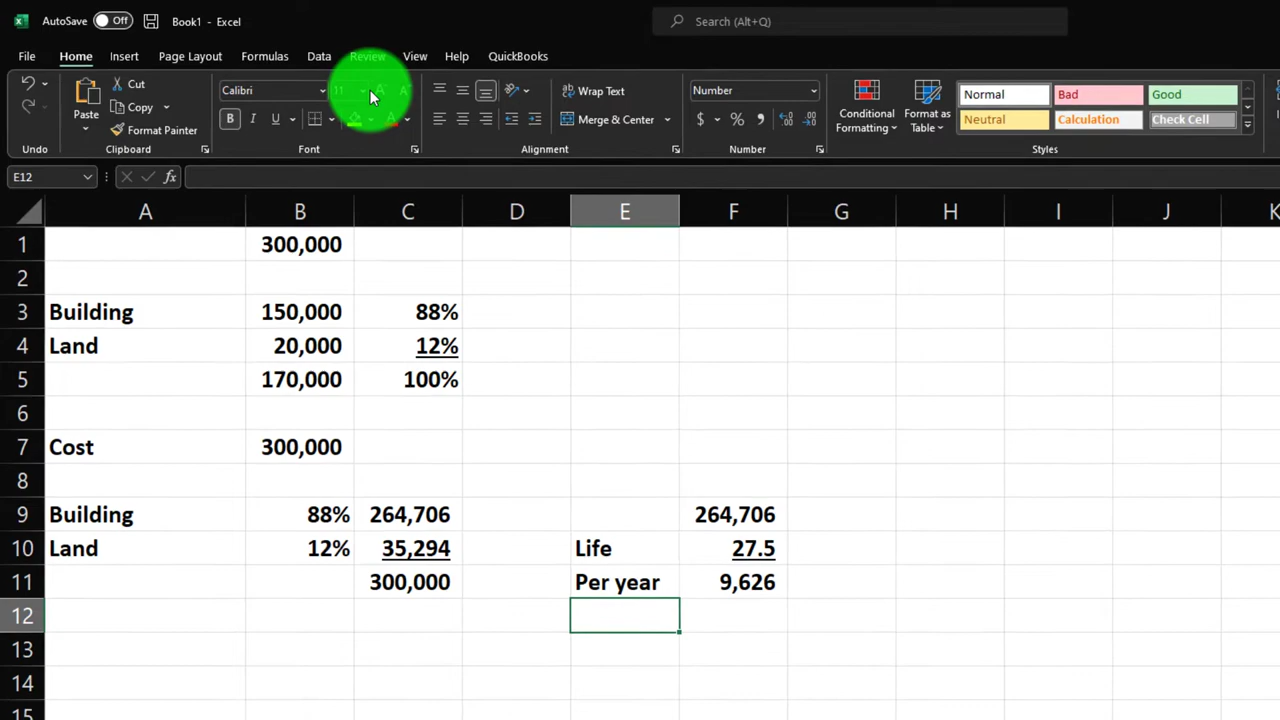 AutoSave Off Book1 - Excel Search (Alt+Q)
File Home Insert Page Layout Formulas Data Review View Help QuickBooks
Undo
Paste Cut Copy Format Painter
Clipboard
Calibri 11 A A
B I U A
Font
Wrap Text
Merge & Center
Alignment
Number
$ % 9
Number
Conditional Formatting
Format as Table
Normal Bad Good
Neutral Calculation Check Cell
Styles
E12 fx
A B C D E F G H I J K
1 300,000
2
3 Building 150,000 88%
4 Land 20,000 12%
5 170,000 100%
6
7 Cost 300,000
8
9 Building 88% 264,706 264,706
10 Land 12% 35,294 Life 27.5
11 300,000 Per year 9,626
12
13
14
15